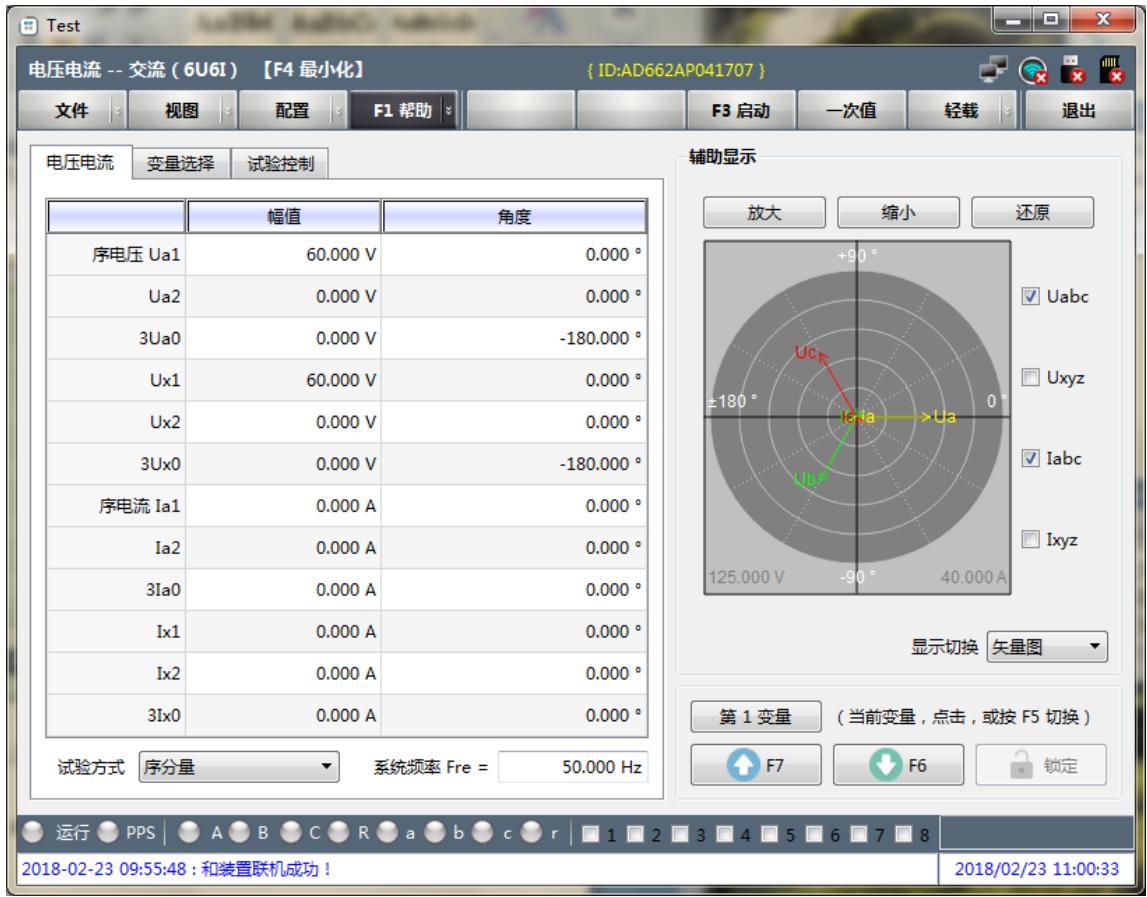 Test
电压电流 -- 交流 ( 6U6I ) 【F4 最小化】 { ID:AD662AP041707 }
文件 视图 配置 F1 帮助 F3 启动 一次值 轻载 退出
电压电流 变量选择 试验控制
幅值 角度
序电压 Ua1 60.000 V 0.000 °
Ua2 0.000 V 0.000 °
3Ua0 0.000 V -180.000 °
Ux1 60.000 V 0.000 °
Ux2 0.000 V 0.000 °
3Ux0 0.000 V -180.000 °
序电流 Ia1 0.000 A 0.000 °
Ia2 0.000 A 0.000 °
3Ia0 0.000 A 0.000 °
Ix1 0.000 A 0.000 °
Ix2 0.000 A 0.000 °
3Ix0 0.000 A 0.000 °
试验方式 序分量 系统频率 Fre = 50.000 Hz
辅助显示
放大 缩小 还原
+90 °
Uc
±180 ° 0 °
Ua
Ub
125.000 V -90 ° 40.000 A
Uabc
Uxyz
Iabc
Ixyz
显示切换 矢量图
第 1 变量 ( 当前变量 , 点击 , 或按 F5 切换 )
F7 F6 锁定
运行 PPS A B C R a b c r 1 2 3 4 5 6 7 8
2018-02-23 09:55:48 : 和装置联机成功 ! 2018/02/23 11:00:33